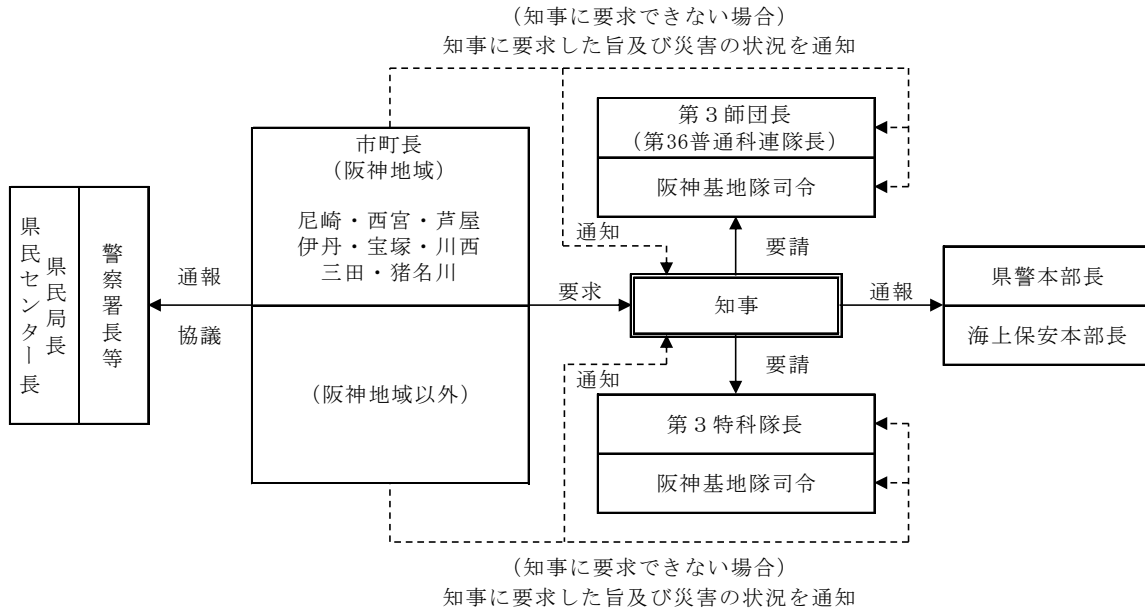 （知事に要求できない場合）
知事に要求した旨及び災害の状況を通知
市町長
（阪神地域）
尼崎・西宮・芦屋
伊丹・宝塚・川西
三田・猪名川
（阪神地域以外）
県民局長
県民センター長
警察署長等
通報
協議
要求
通知
第３師団長
（第36普通科連隊長）
阪神基地隊司令
要請
知事
通報
県警本部長
海上保安本部長
通知
要請
第３特科隊長
阪神基地隊司令
（知事に要求できない場合）
知事に要求した旨及び災害の状況を通知